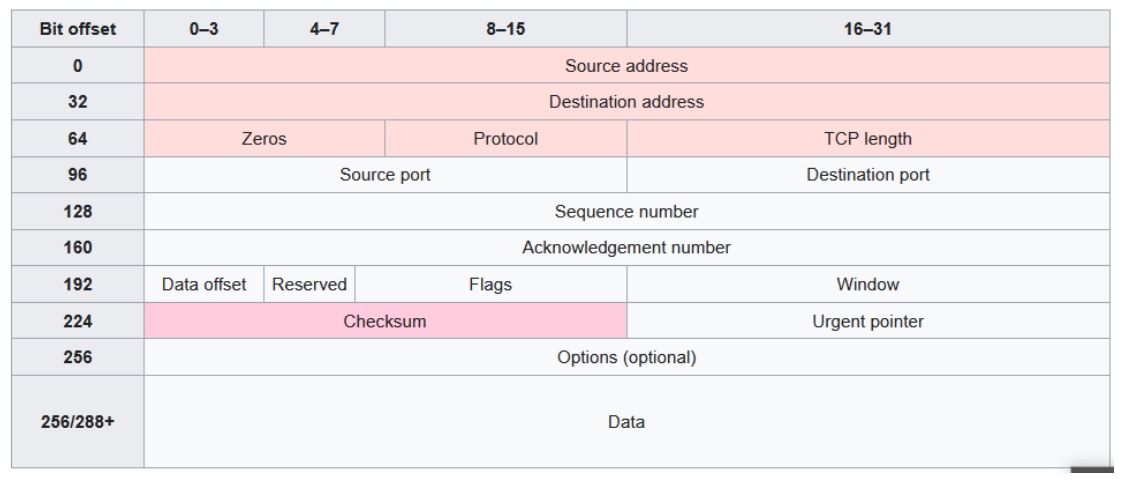 Bit offset 0–3 4–7 8–15 16–31
0 Source address
32 Destination address
64 Zeros Protocol TCP length
96 Source port Destination port
128 Sequence number
160 Acknowledgement number
192 Data offset Reserved Flags Window
224 Checksum Urgent pointer
256 Options (optional)
256/288+ Data